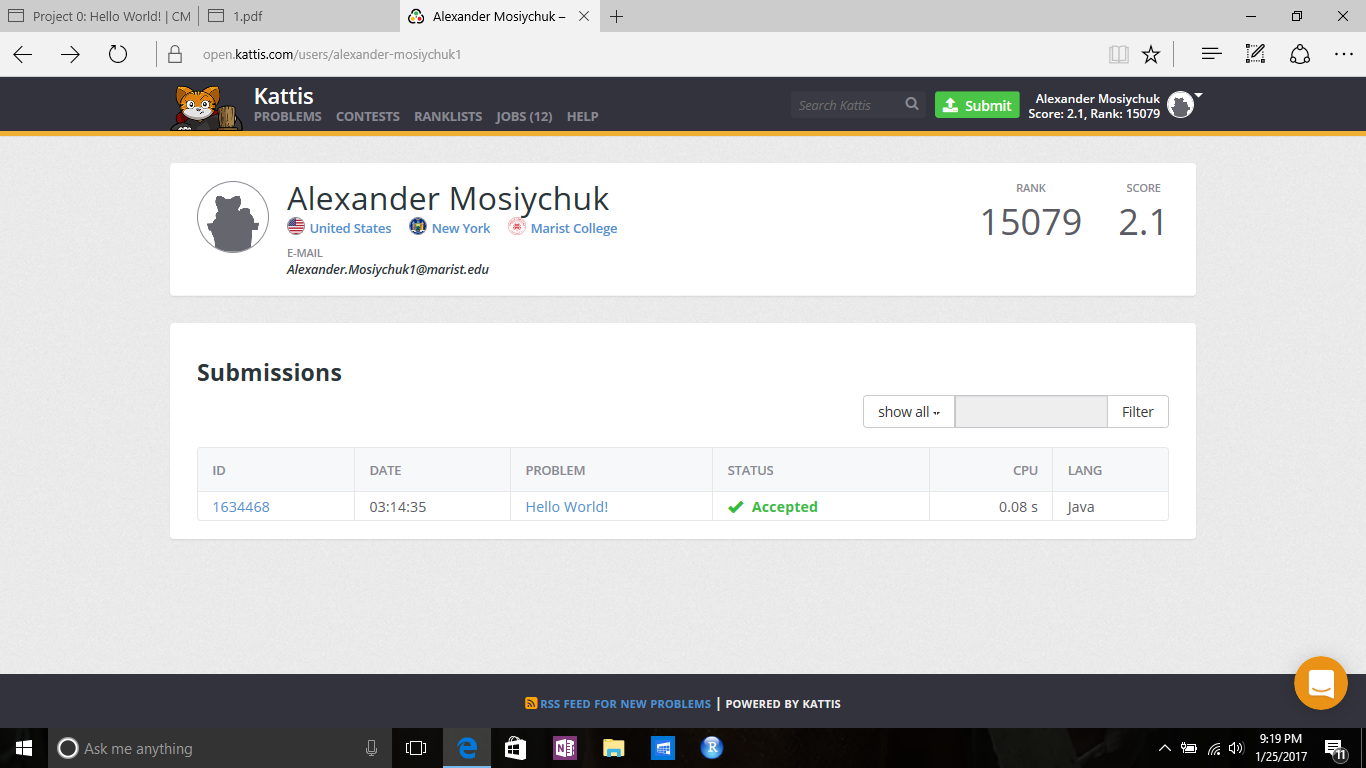 Project 0: Hello World! | CM
1.pdf
Alexander Mosiychuk –
open.kattis.com/users/alexander-mosiychuk1
Kattis
PROBLEMS CONTESTS RANKLISTS JOBS (12) HELP
Search Kattis
Submit
Alexander Mosiychuk
Score: 2.1, Rank: 15079
Alexander Mosiychuk
United States New York Marist College
E-MAIL
Alexander.Mosiychuk1@marist.edu
RANK SCORE
15079 2.1
Submissions
show all Filter
ID DATE PROBLEM STATUS CPU LANG
1634468 03:14:35 Hello World! Accepted 0.08 s Java
RSS FEED FOR NEW PROBLEMS | POWERED BY KATTIS
Ask me anything
9:19 PM
1/25/2017
11